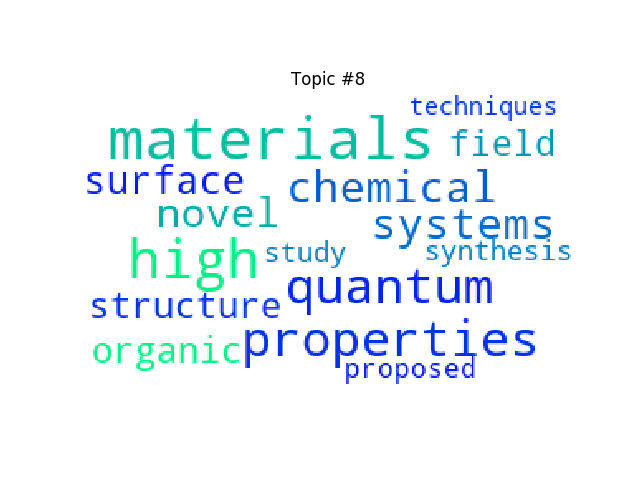 Topic #8
techniques
materials field
surface chemical
novel systems
high study synthesis
structure quantum
organic properties
proposed